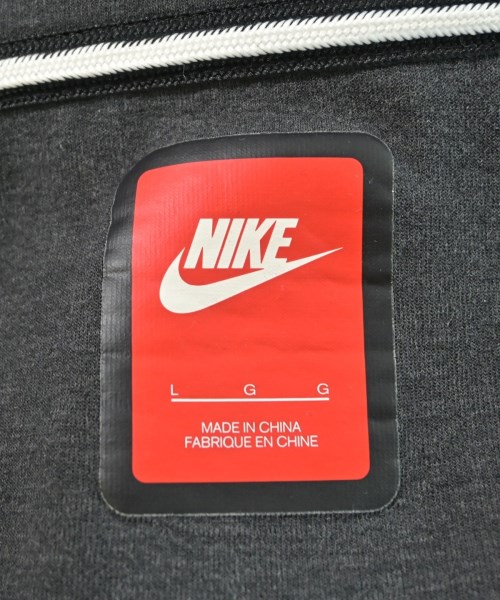 NIKE
L G G
MADE IN CHINA
FABRIQUE EN CHINE